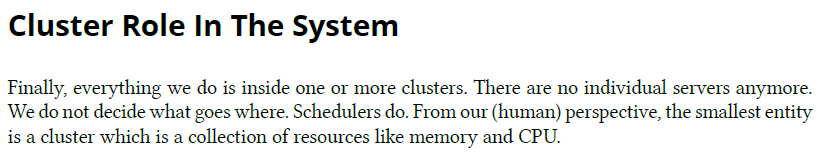 Cluster Role In The System
Finally, everything we do is inside one or more clusters. There are no individual servers anymore.
We do not decide what goes where. Schedulers do. From our (human) perspective, the smallest entity
is a cluster which is a collection of resources like memory and CPU.